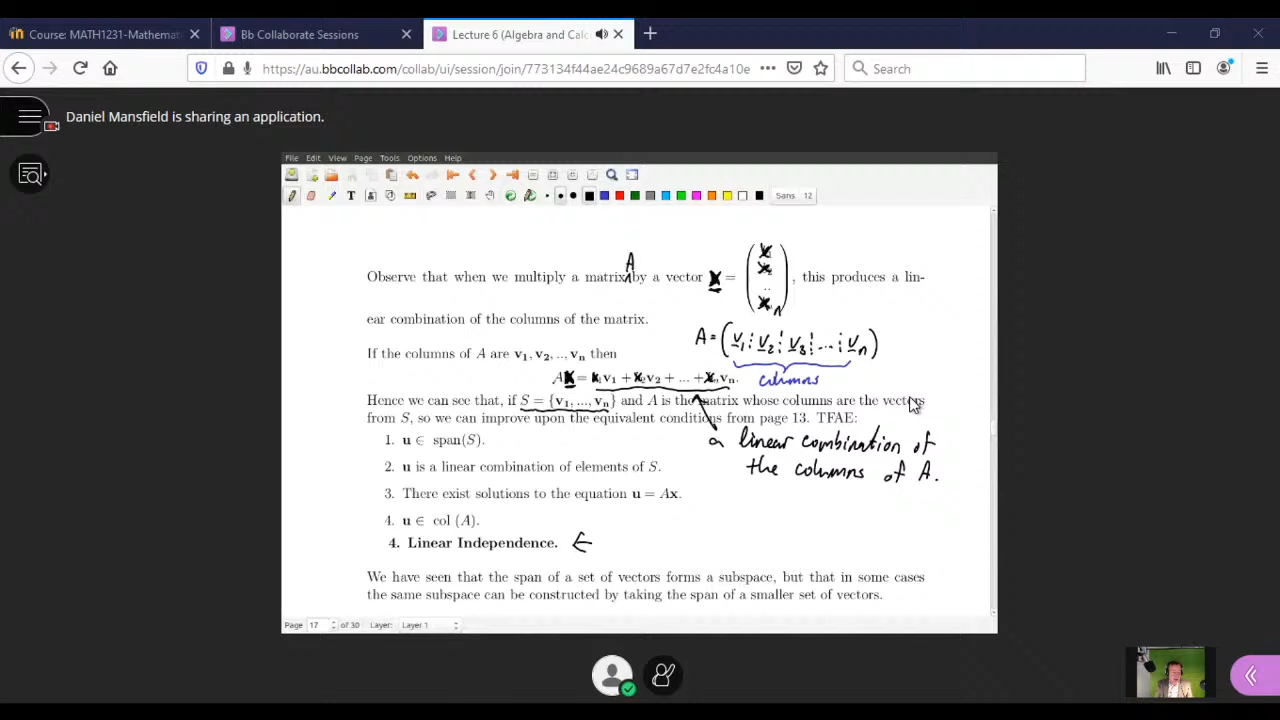 Course: MATH1231-Mathemat
Bb Collaborate Sessions
Lecture 6 (Algebra and Calc
https://au.bbcollab.com/collab/ui/session/join/773134f44ae24c9689a67d7e2fc4a10e
Search
Daniel Mansfield is sharing an application.
File Edit View Page Tools Options Help
Sans 12
A
Observe that when we multiply a matrix by a vector x = , this produces a lin-
n
ear combination of the columns of the matrix.
A = (v1 ⋮ v2 ⋮ v3 ⋮ ... ⋮ vn)
If the columns of A are v1, v2, .., vn then
Ax = x1v1 + x2v2 + ... + xnvn.
columns
Hence we can see that, if S = {v1, ..., vn} and A is the matrix whose columns are the vectors
from S, so we can improve upon the equivalent conditions from page 13. TFAE:
1. u ∈ span(S).
a linear combination of
the columns of A.
2. u is a linear combination of elements of S.
3. There exist solutions to the equation u = Ax.
4. u ∈ col (A).
4. Linear Independence. ←
We have seen that the span of a set of vectors forms a subspace, but that in some cases
the same subspace can be constructed by taking the span of a smaller set of vectors.
Page 17 of 30 Layer: Layer 1